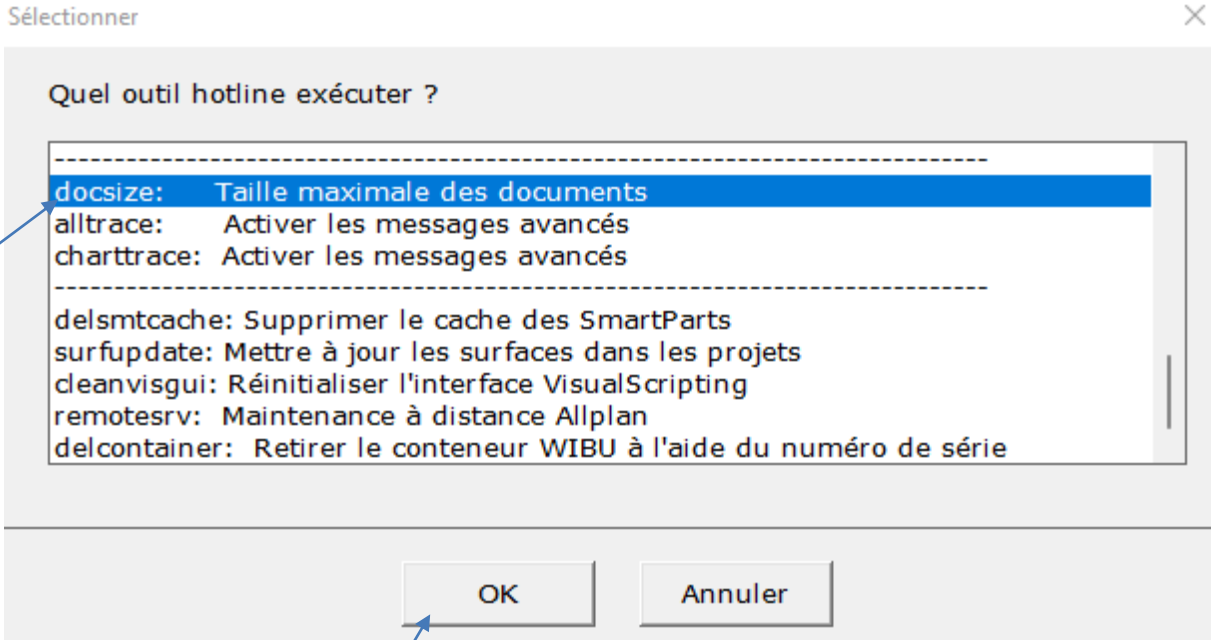 Sélectionner
Quel outil hotline exécuter ?
------------------------------------------------------------------------------
docsize: Taille maximale des documents
alltrace: Activer les messages avancés
charttrace: Activer les messages avancés
------------------------------------------------------------------------------
delsmtcache: Supprimer le cache des SmartParts
surfupdate: Mettre à jour les surfaces dans les projets
cleanvisgui: Réinitialiser l'interface VisualScripting
remotesrv: Maintenance à distance Allplan
delcontainer: Retirer le conteneur WIBU à l'aide du numéro de série
OK
Annuler